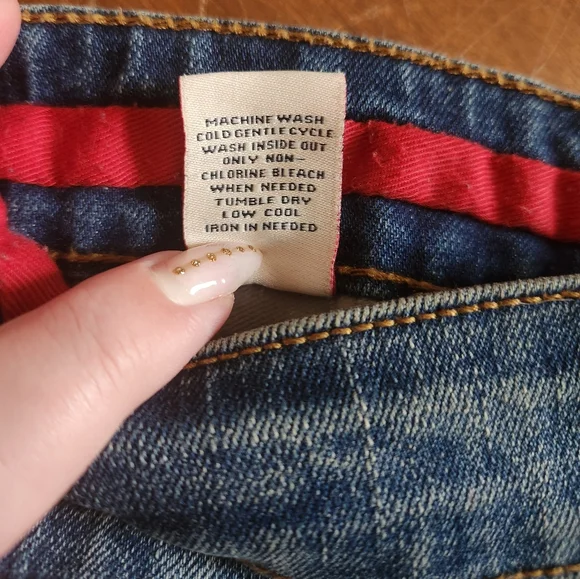 MACHINE WASH
COLD GENTLE CYCLE
WASH INSIDE OUT
ONLY NON-
CHLORINE BLEACH
WHEN NEEDED
TUMBLE DRY
LOW COOL
IRON IN NEEDED